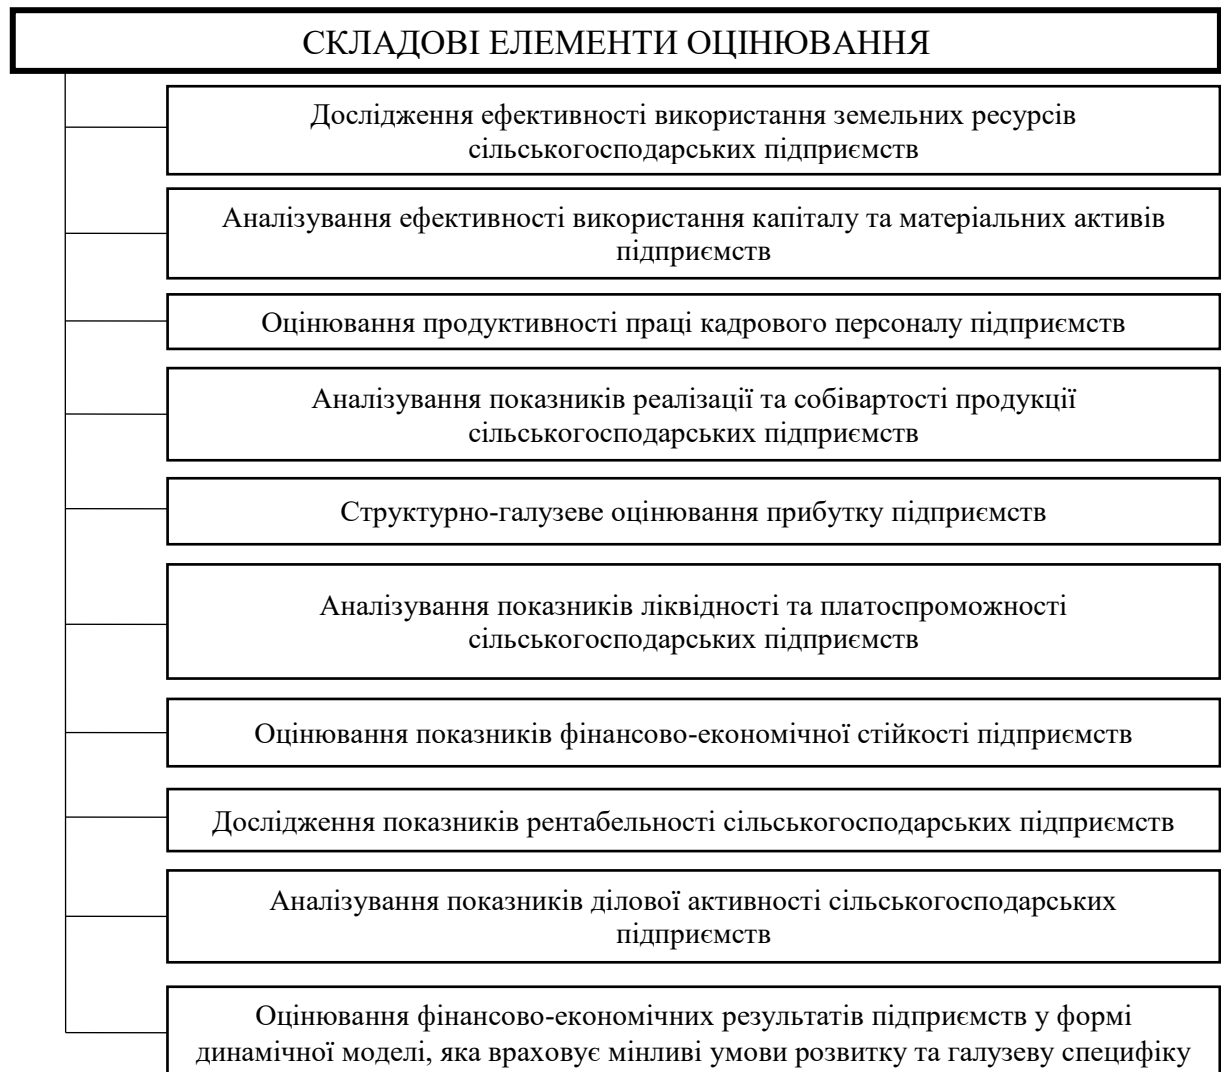 СКЛАДОВІ ЕЛЕМЕНТИ ОЦІНЮВАННЯ
Дослідження ефективності використання земельних ресурсів
сільськогосподарських підприємств
Аналізування ефективності використання капіталу та матеріальних активів
підприємств
Оцінювання продуктивності праці кадрового персоналу підприємств
Аналізування показників реалізації та собівартості продукції
сільськогосподарських підприємств
Структурно-галузеве оцінювання прибутку підприємств
Аналізування показників ліквідності та платоспроможності
сільськогосподарських підприємств
Оцінювання показників фінансово-економічної стійкості підприємств
Дослідження показників рентабельності сільськогосподарських підприємств
Аналізування показників ділової активності сільськогосподарських
підприємств
Оцінювання фінансово-економічних результатів підприємств у формі
динамічної моделі, яка враховує мінливі умови розвитку та галузеву специфіку